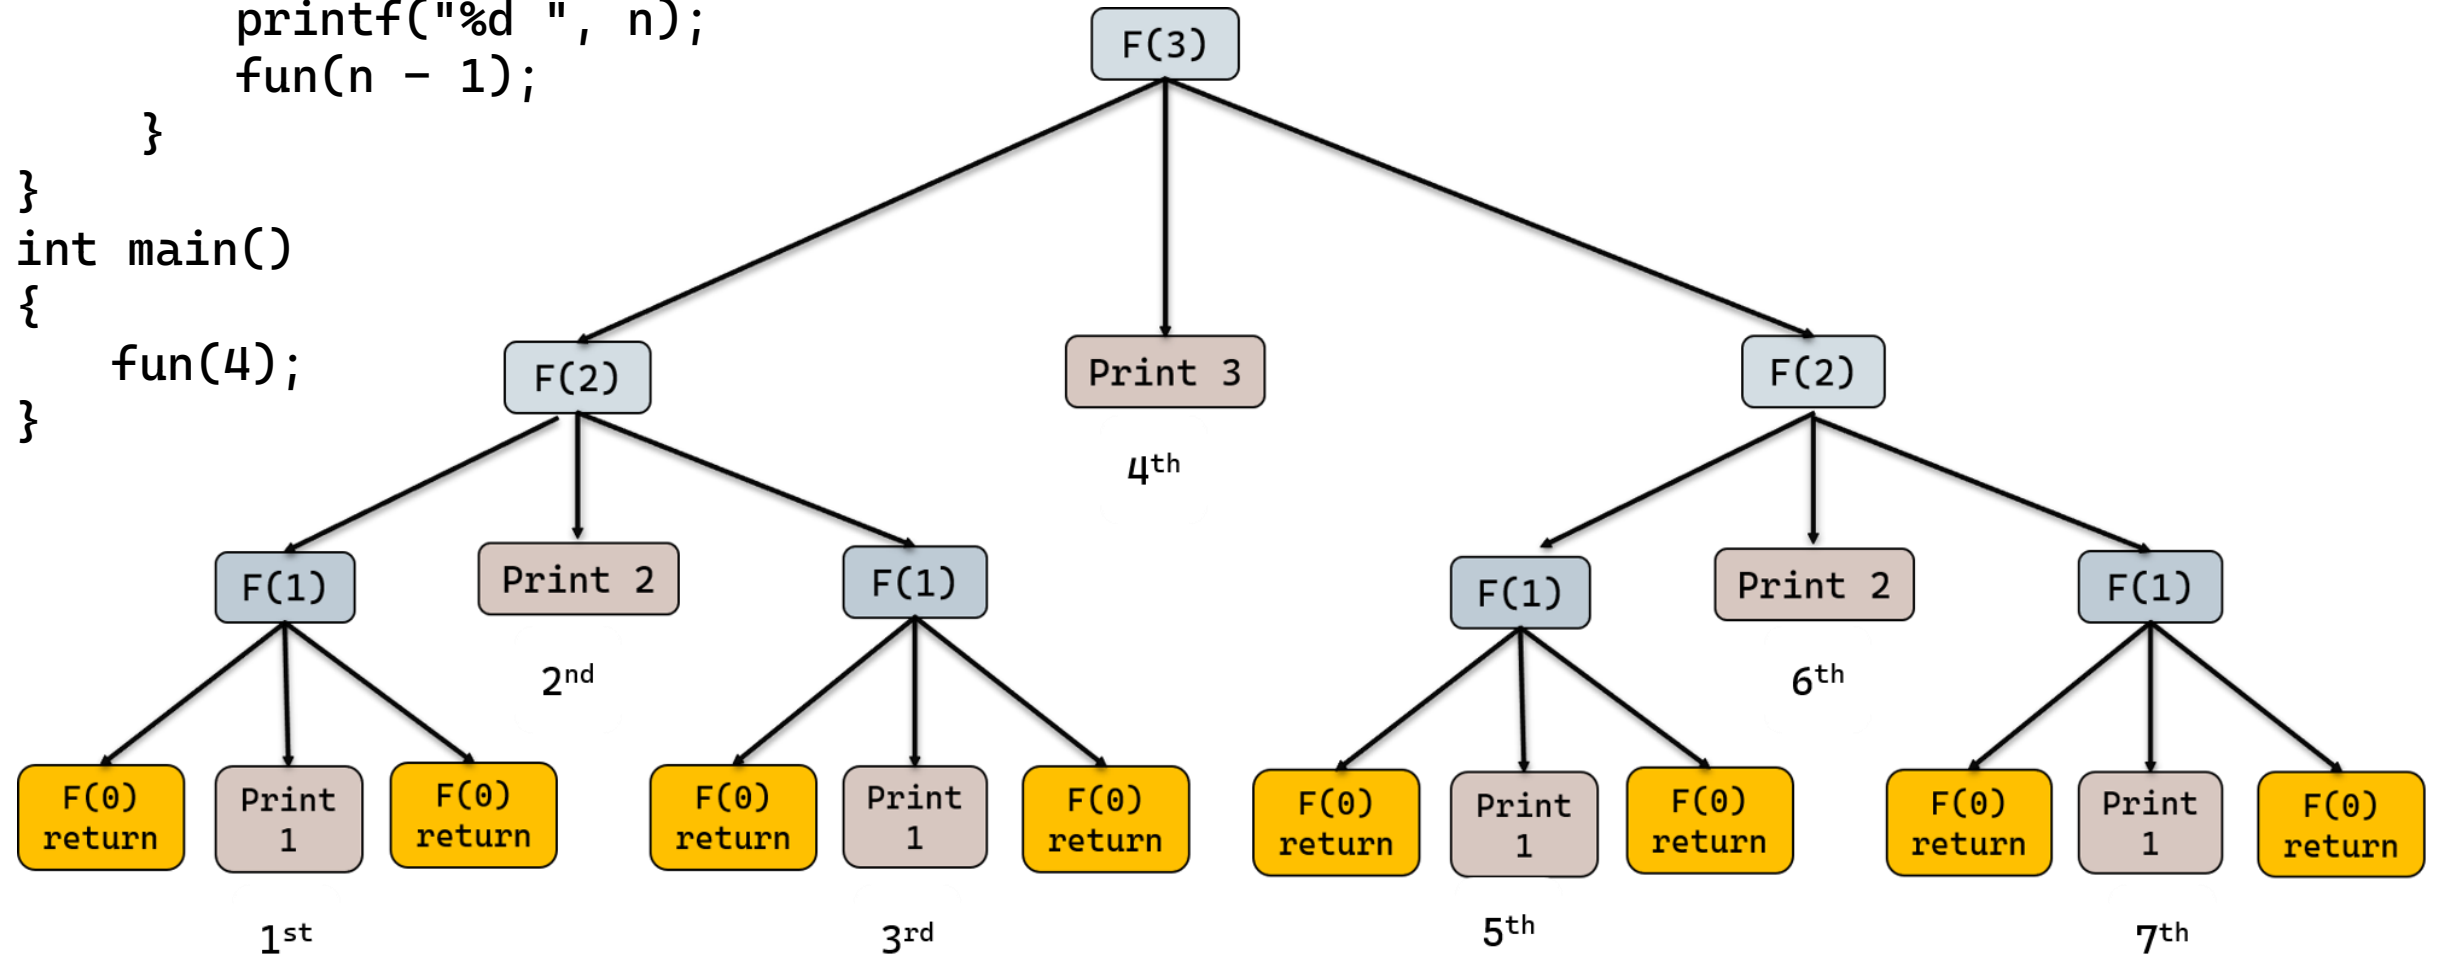 printf("%d ", n);
fun(n − 1);
}
}
int main()
{
fun(4);
}
F(3)
F(2)
Print 3
F(2)
4th
F(1)
Print 2
F(1)
F(1)
Print 2
F(1)
2nd
6th
F(0)
return
Print
1
F(0)
return
F(0)
return
Print
1
F(0)
return
F(0)
return
Print
1
F(0)
return
F(0)
return
Print
1
F(0)
return
1st
3rd
5th
7th